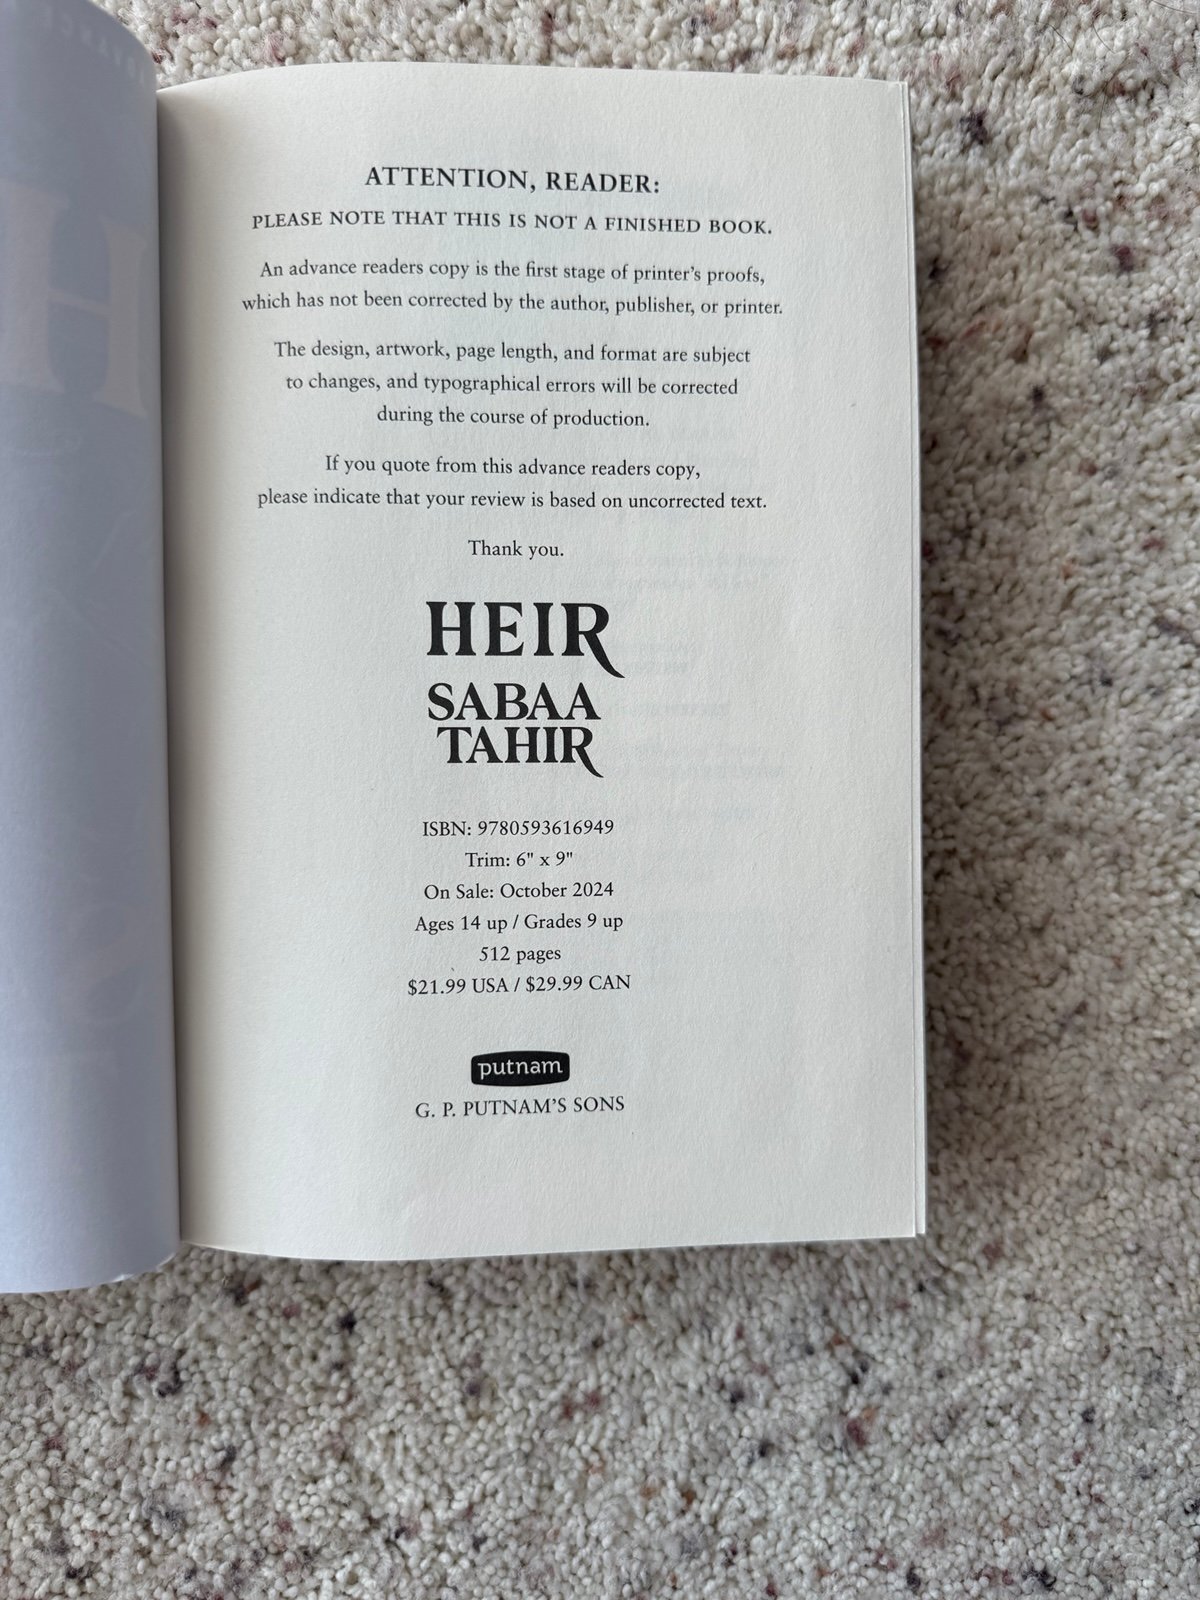 ATTENTION, READER:
PLEASE NOTE THAT THIS IS NOT A FINISHED BOOK.
An advance readers copy is the first stage of printer's proofs,
which has not been corrected by the author, publisher, or printer.
The design, artwork, page length, and format are subject
to changes, and typographical errors will be corrected
during the course of production.
If you quote from this advance readers copy,
please indicate that your review is based on uncorrected text.
Thank you.
HEIR
SABAA
TAHIR
ISBN: 9780593616949
Trim: 6" x 9"
On Sale: October 2024
Ages 14 up / Grades 9 up
512 pages
$21.99 USA / $29.99 CAN
putnam
G. P. PUTNAM'S SONS